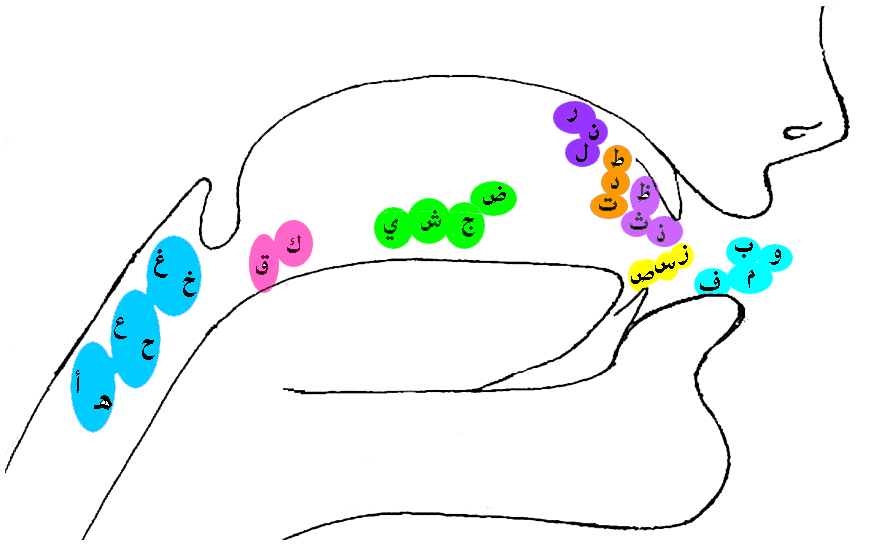 أ هـ
ع ح
غ خ
ق ك
ي ش ج ض
ر ن ل
ط د ت
ظ ث ذ
ز س ص
ف ب م و